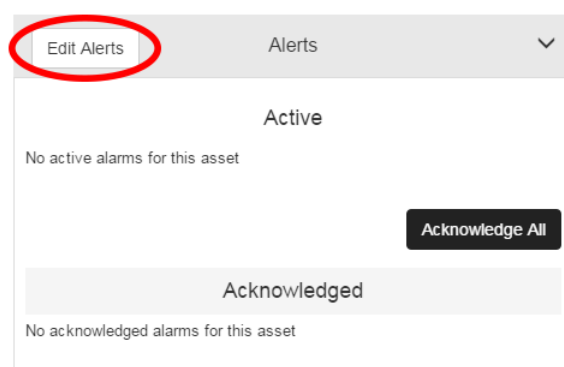 Edit Alerts Alerts
Active
No active alarms for this asset
Acknowledge All
Acknowledged
No acknowledged alarms for this asset